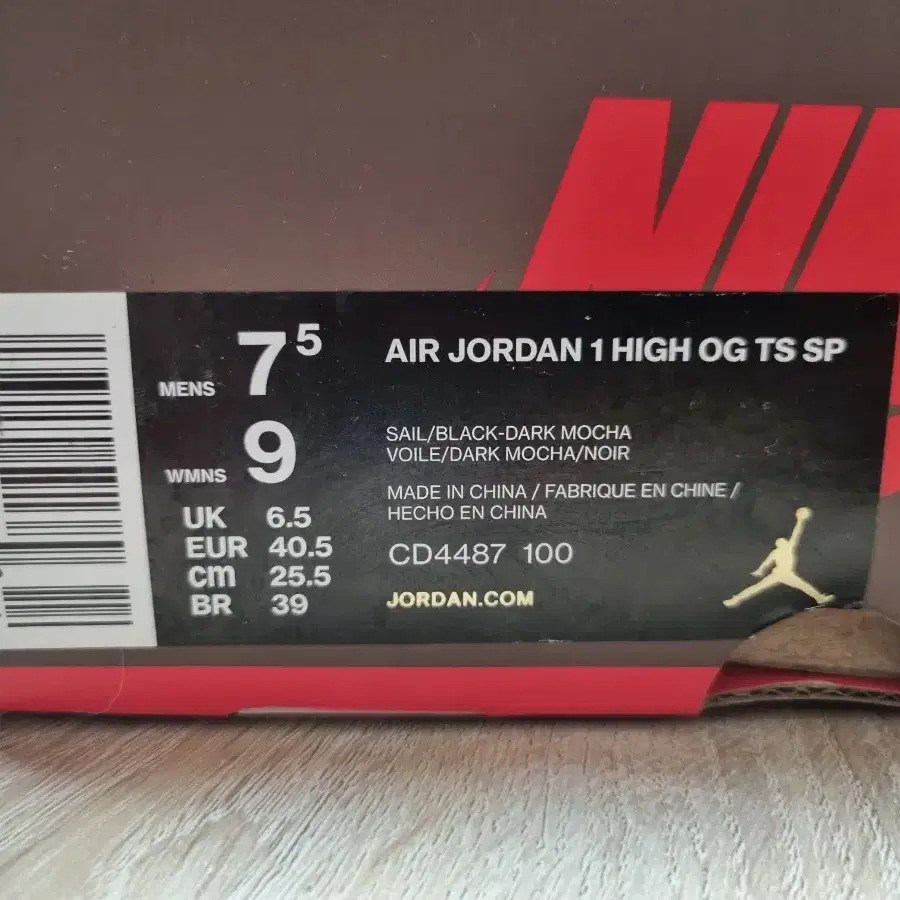 NI
MENS 7⁵
WMNS 9
UK 6.5
EUR 40.5
cm 25.5
BR 39
AIR JORDAN 1 HIGH OG TS SP
SAIL/BLACK-DARK MOCHA
VOILE/DARK MOCHA/NOIR
MADE IN CHINA / FABRIQUE EN CHINE /
HECHO EN CHINA
CD4487 100
JORDAN.COM